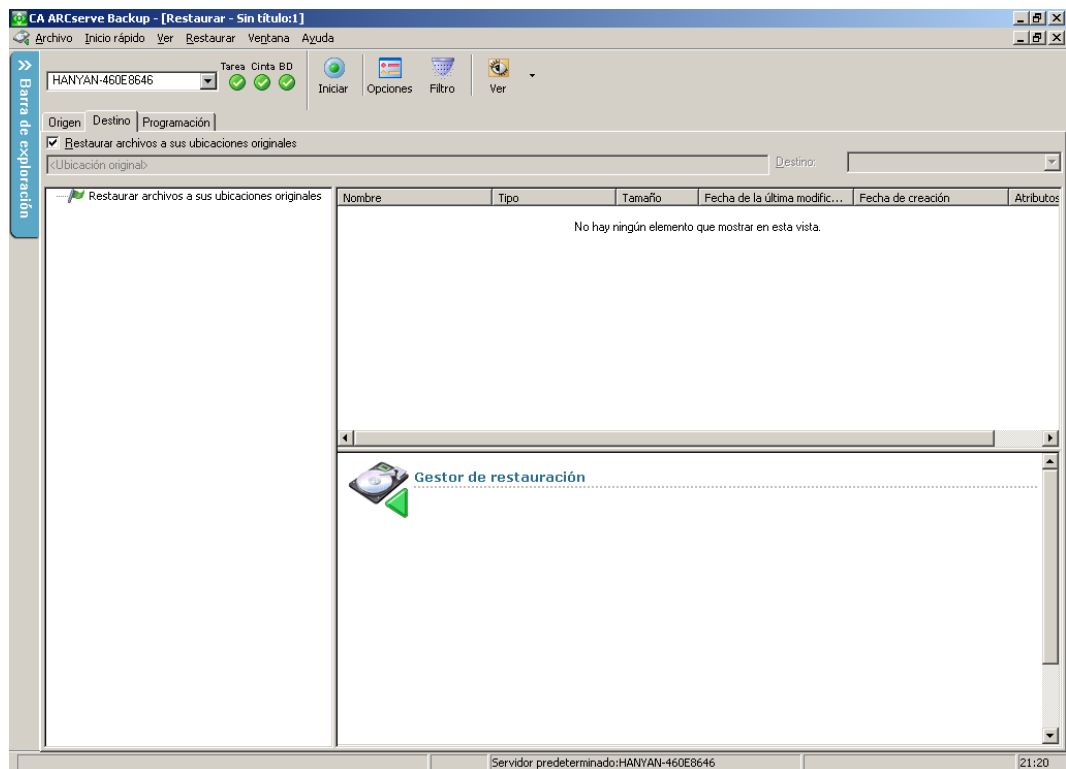 CA ARCserve Backup - [Restaurar - Sin título:1]
Archivo Inicio rápido Ver Restaurar Ventana Ayuda
Barra de exploración
HANYAN-460E8646
Tarea Cinta BD
Iniciar Opciones Filtro Ver
Origen Destino Programación
Restaurar archivos a sus ubicaciones originales
<Ubicación original>
Destino:
Restaurar archivos a sus ubicaciones originales
Nombre Tipo Tamaño Fecha de la última modific... Fecha de creación Atributos
No hay ningún elemento que mostrar en esta vista.
Gestor de restauración
Servidor predeterminado:HANYAN-460E8646
21:20